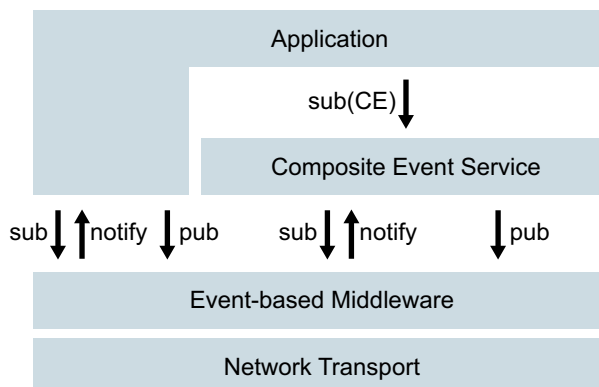 Application
sub(CE)
Composite Event Service
sub notify pub sub notify pub
Event-based Middleware
Network Transport